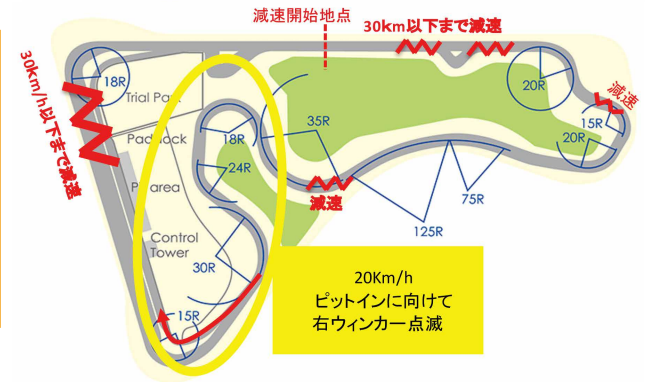 減速開始地点
30km以下まで減速
30km/h以下まで減速
18R
Trial Park
Paddock
Pit area
Control
Tower
18R
24R
30R
15R
35R
減速
125R
75R
20R
減速
15R
20R
20Km/h
ピットインに向けて
右ウィンカー点滅